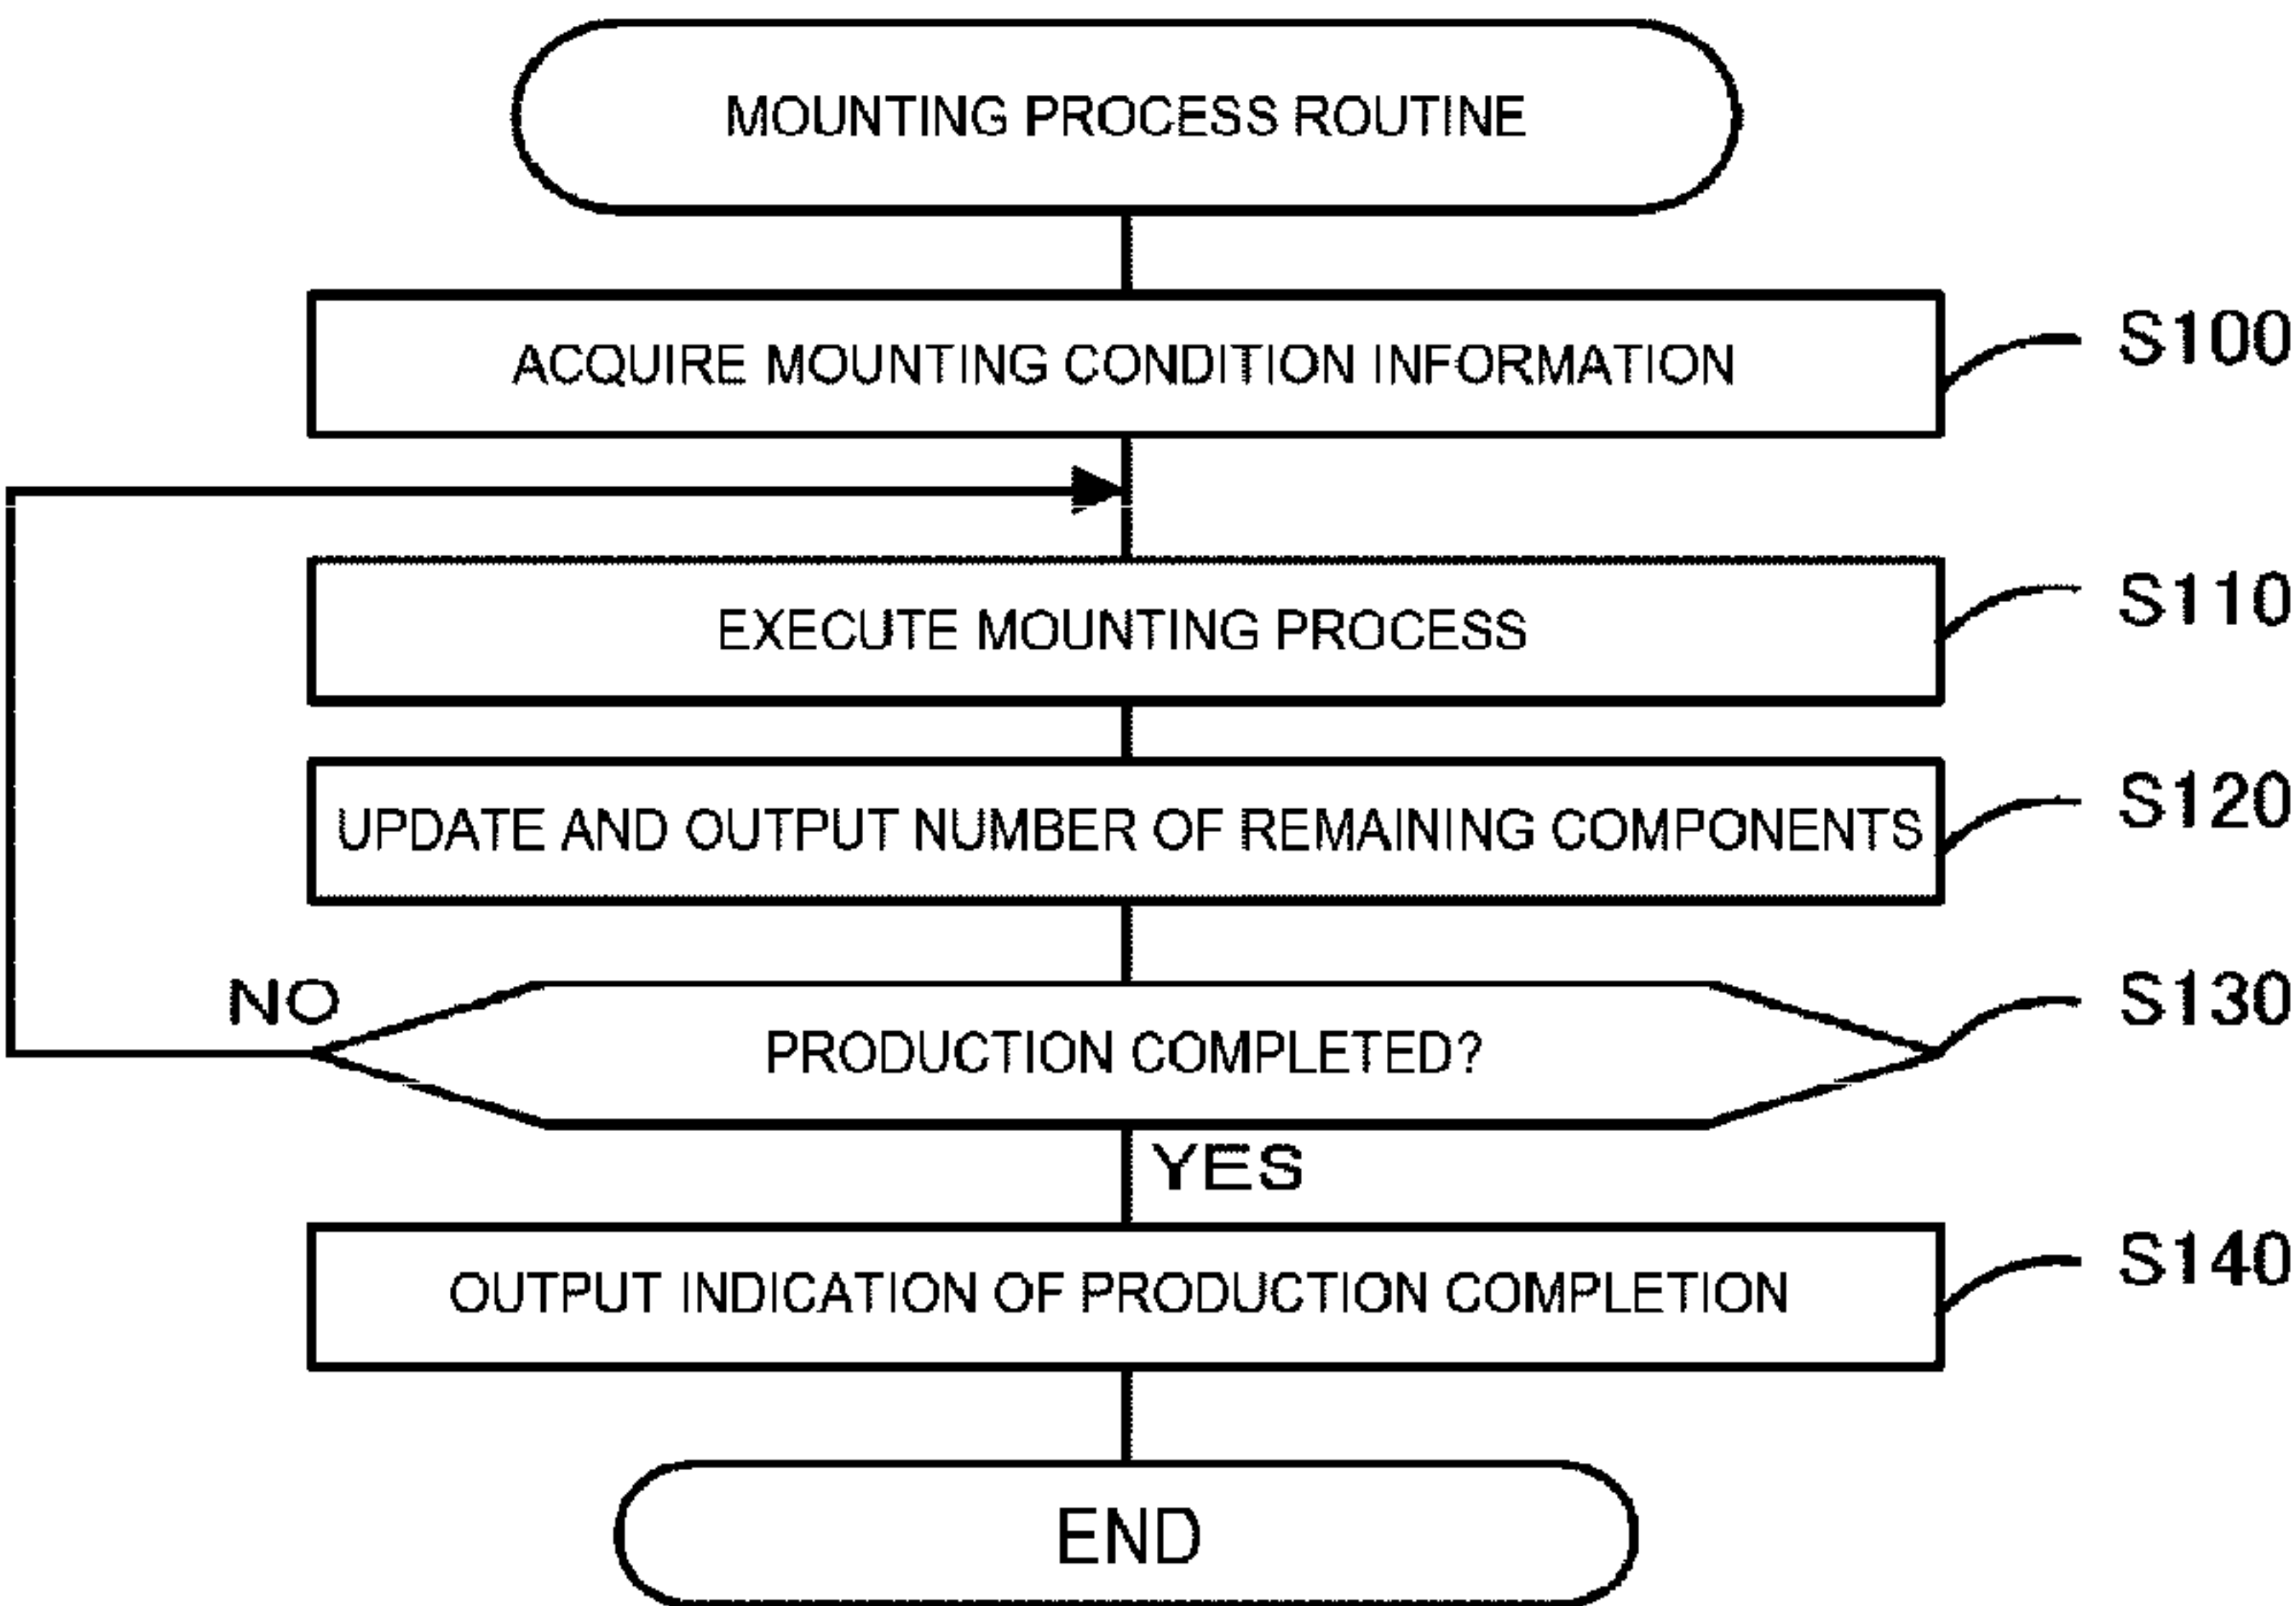 MOUNTING PROCESS ROUTINE
ACQUIRE MOUNTING CONDITION INFORMATION
S100
EXECUTE MOUNTING PROCESS
S110
UPDATE AND OUTPUT NUMBER OF REMAINING COMPONENTS
S120
NO
PRODUCTION COMPLETED?
S130
YES
OUTPUT INDICATION OF PRODUCTION COMPLETION
S140
END